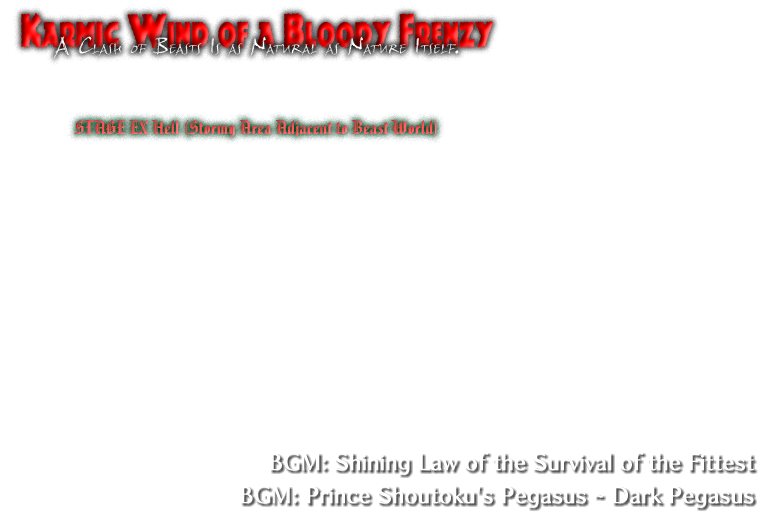 Karmic Wind of a Bloody Frenzy
A Clash of Beasts Is as Natural as Nature Itself.
STAGE EX Hell (Stormy Area Adjacent to Beast World)
BGM: Shining Law of the Survival of the Fittest
BGM: Prince Shoutoku's Pegasus ~ Dark Pegasus